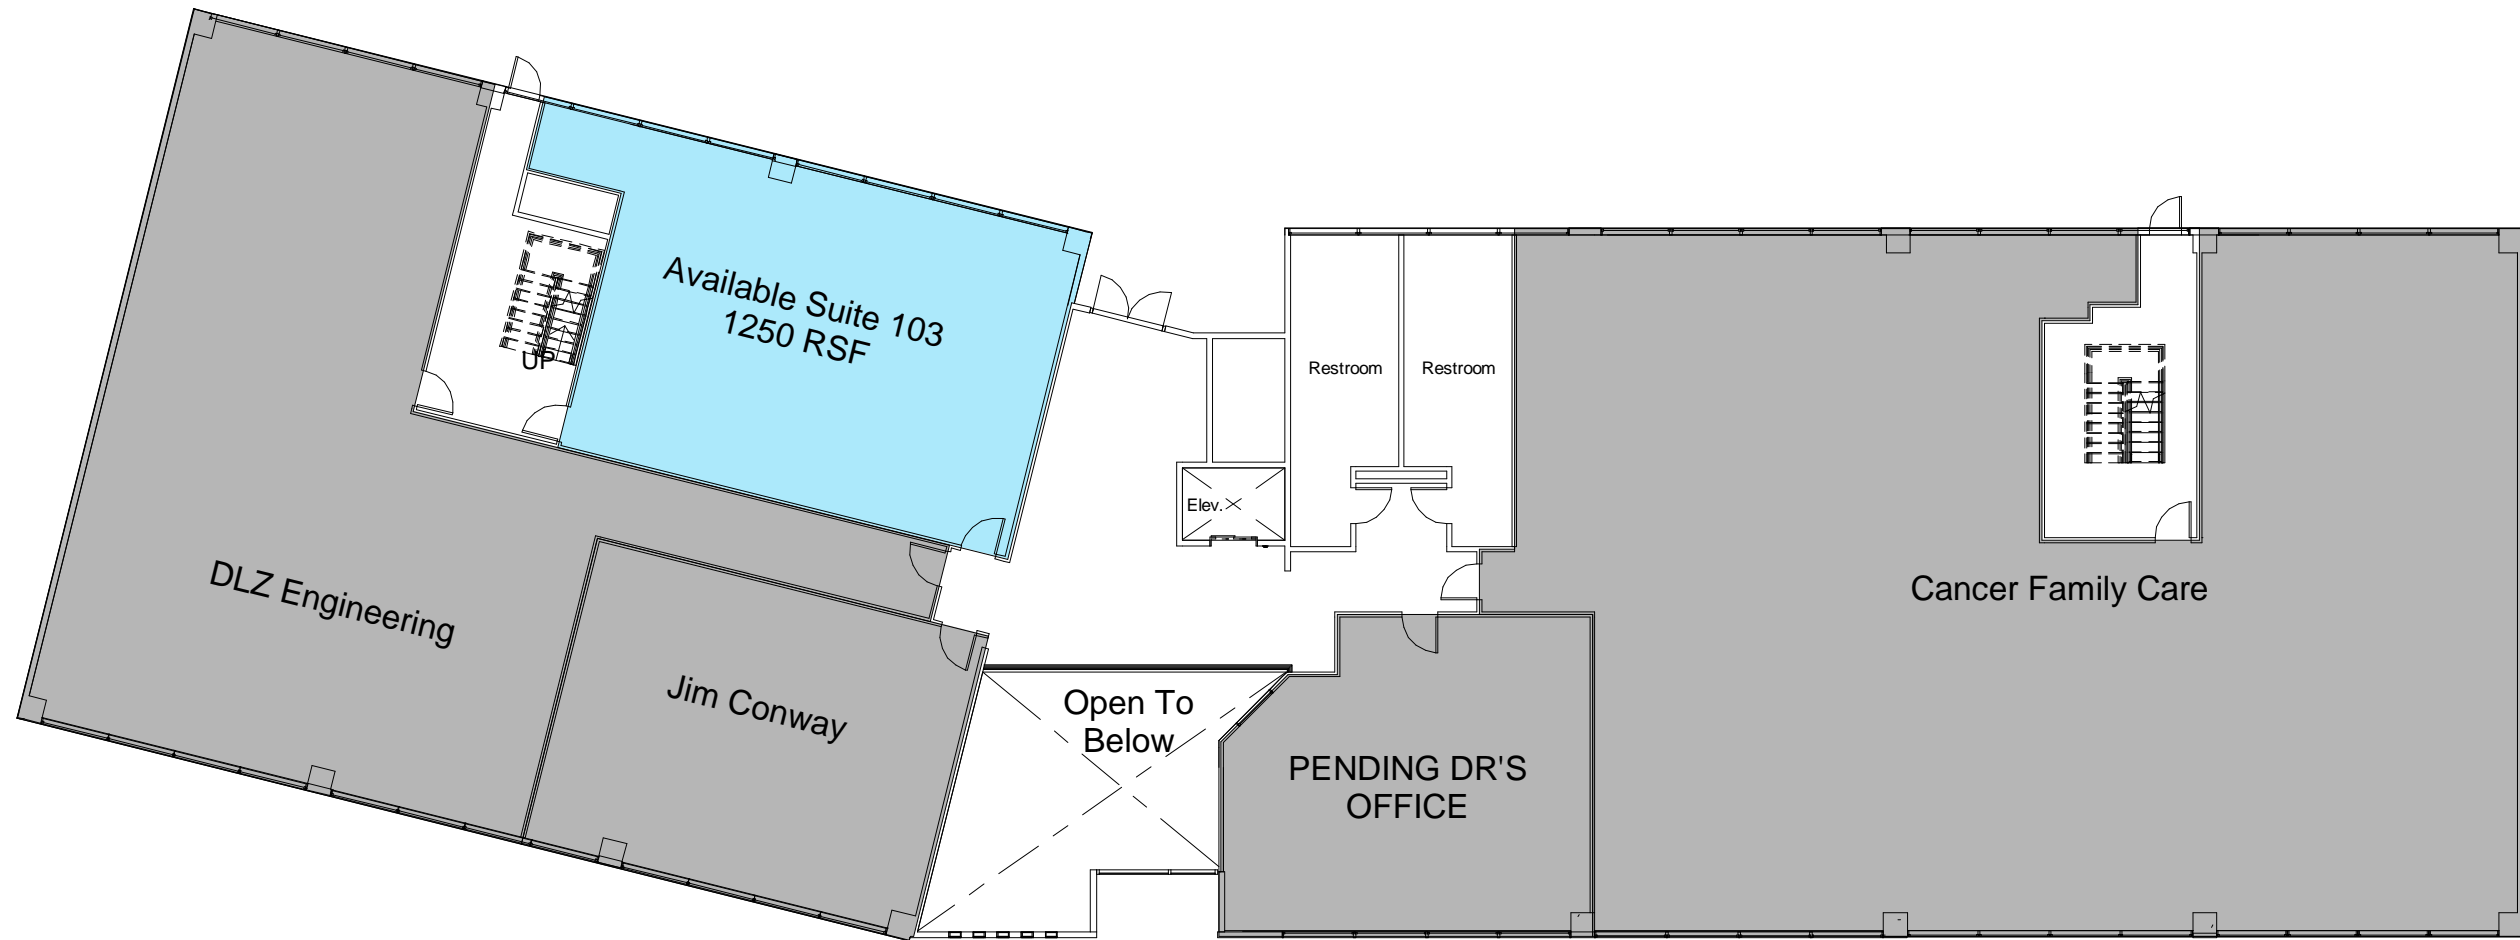 Available Suite 103
1250 RSF
UP
Restroom
Restroom
Elev.
DLZ Engineering
Jim Conway
Open To
Below
PENDING DR'S
OFFICE
Cancer Family Care